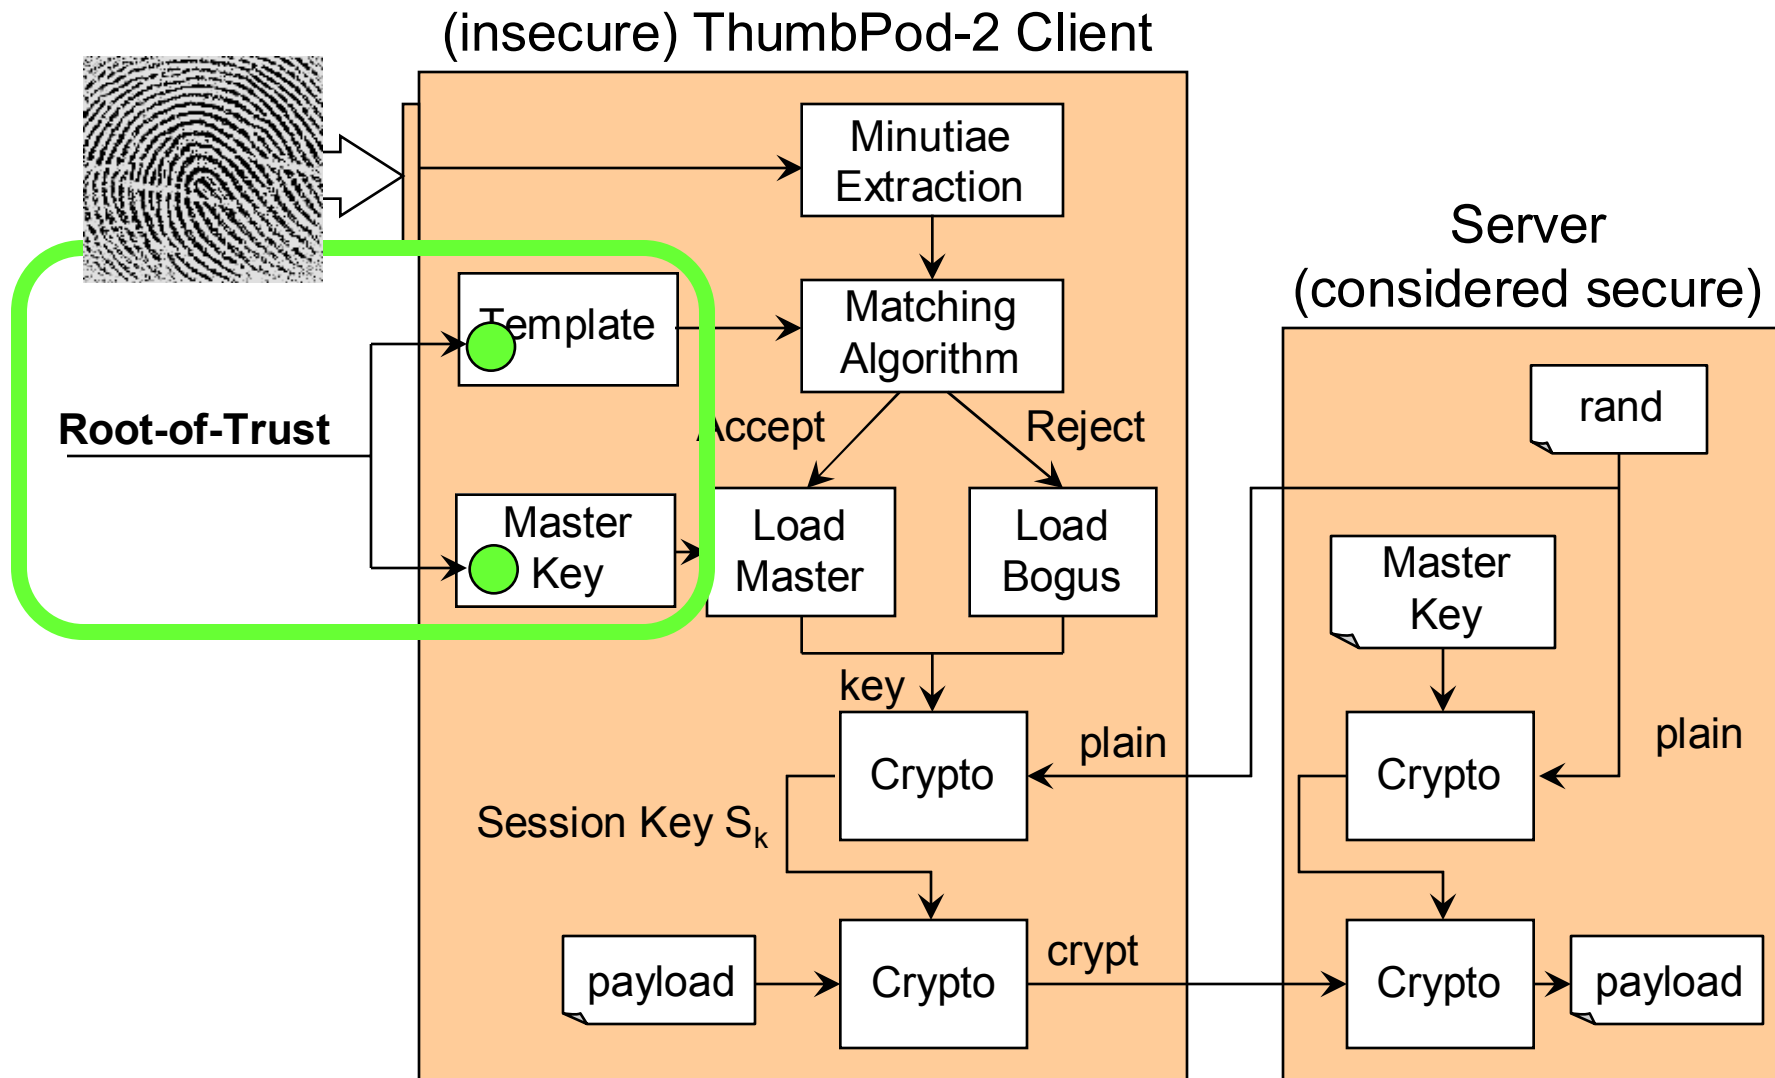 (insecure) ThumbPod-2 Client
Minutiae
Extraction
Server
(considered secure)
Template
Matching
Algorithm
rand
Root-of-Trust
Accept
Reject
Master
Key
Load
Master
Load
Bogus
Master
Key
key
plain
plain
Crypto
Crypto
Session Key Sk
payload
Crypto
crypt
Crypto
payload